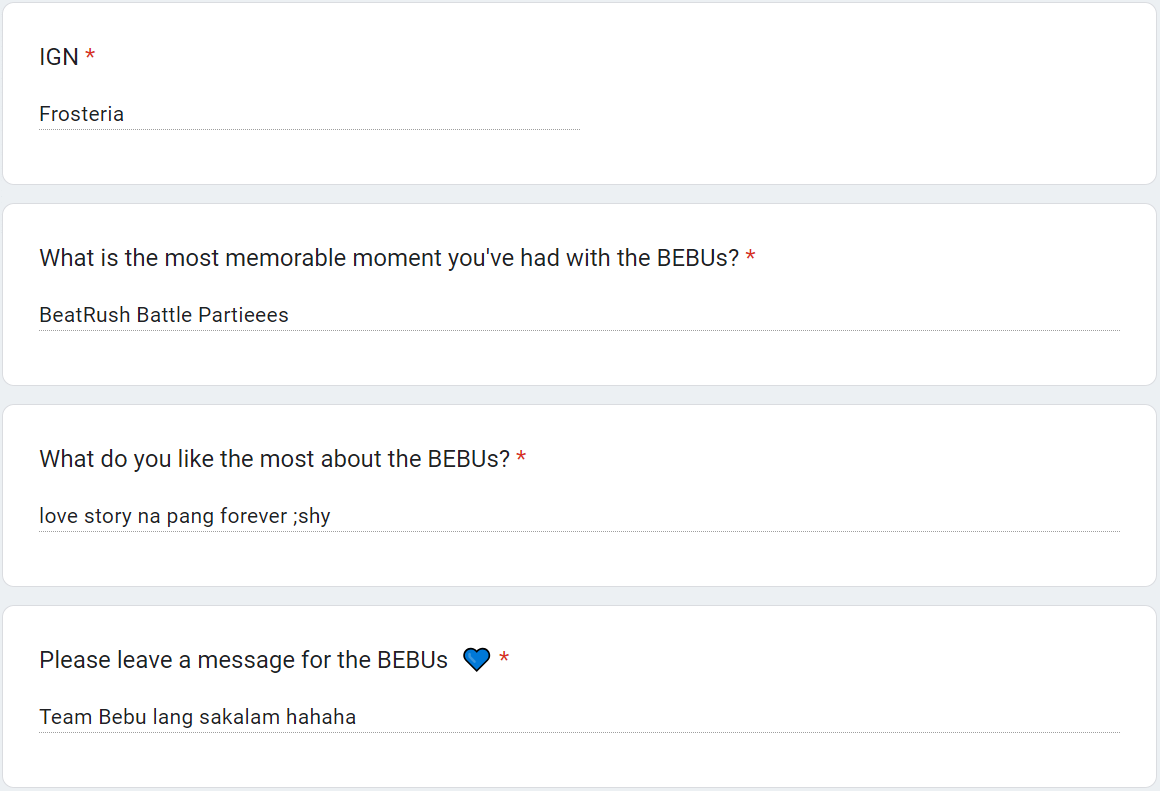 IGN *
Frosteria
What is the most memorable moment you've had with the BEBUs? *
BeatRush Battle Partieees
What do you like the most about the BEBUs? *
love story na pang forever ;shy
Please leave a message for the BEBUs 💙 *
Team Bebu lang sakalam hahaha